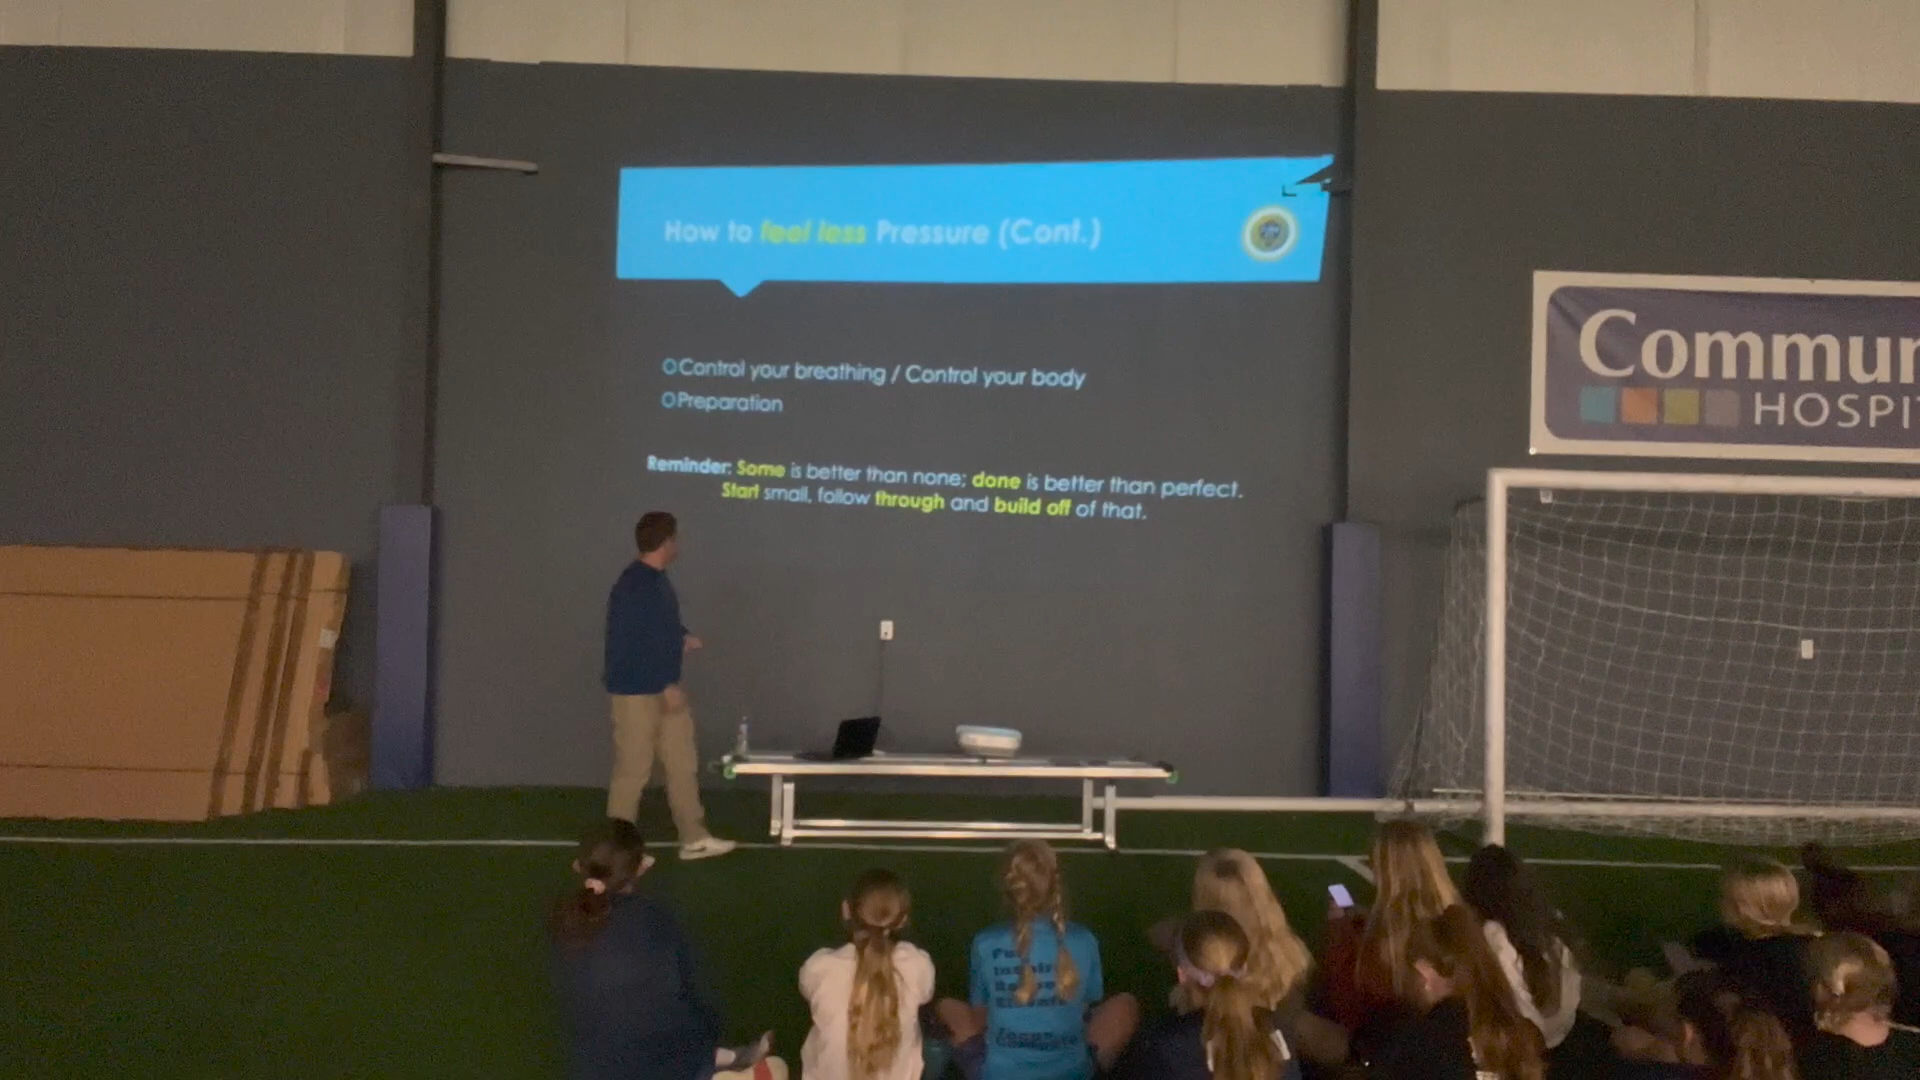 How to feel less Pressure (Cont.)
Control your breathing / Control your body
Preparation
Reminder: Some is better than none; done is better than perfect.
Start small, follow through and build off of that.
Commun
HOSPIT